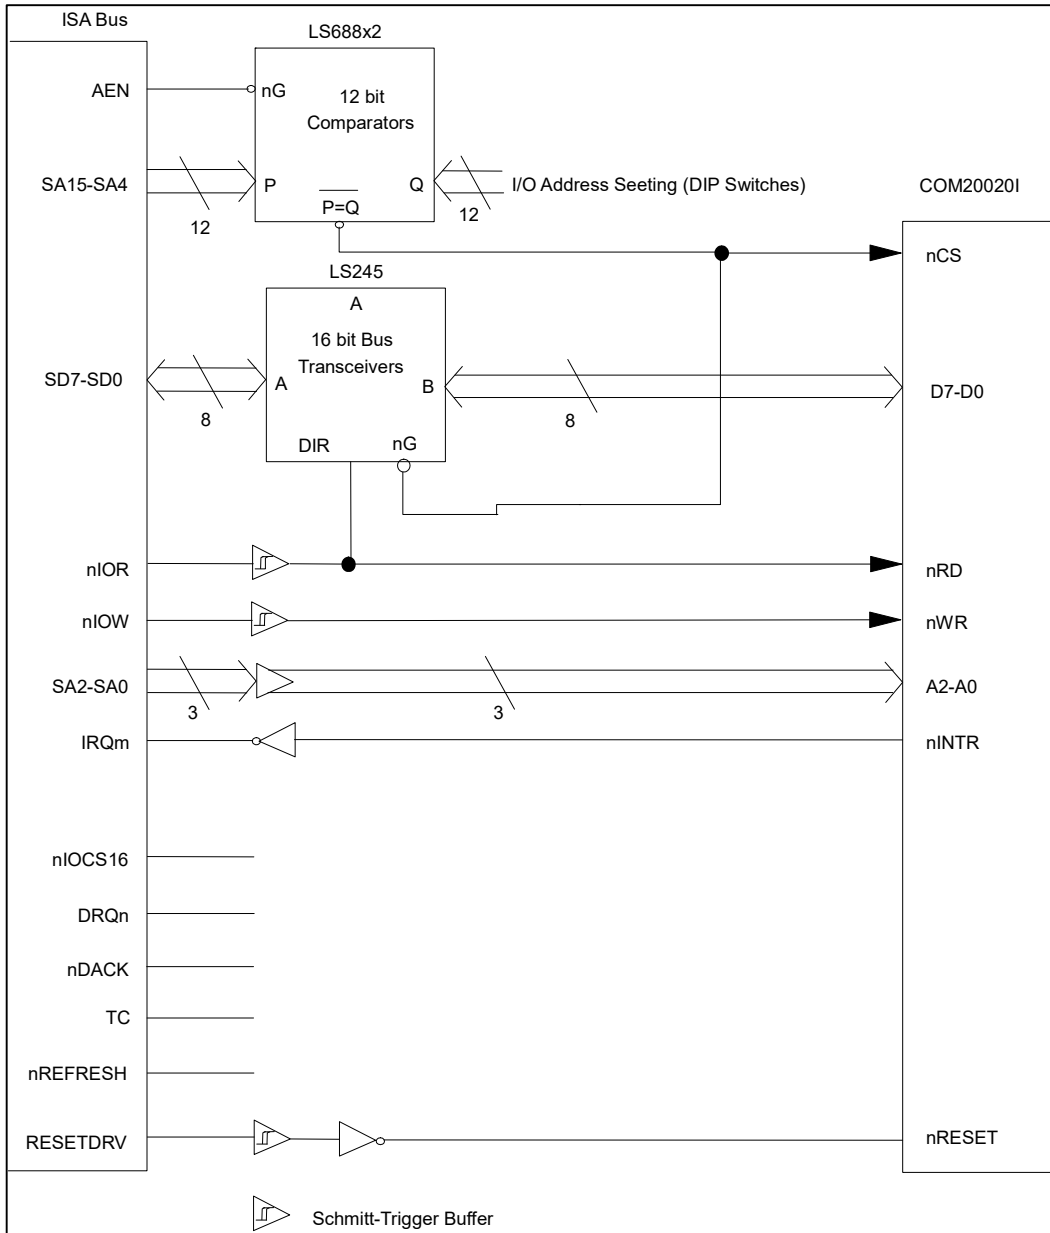 ISA Bus
LS688x2
AEN
nG
12 bit
Comparators
SA15-SA4
P
Q
I/O Address Seeting (DIP Switches)
COM20020I
12
P=Q
12
nCS
LS245
A
16 bit Bus
Transceivers
SD7-SD0
A
B
D7-D0
8
8
DIR
nG
nIOR
nRD
nIOW
nWR
SA2-SA0
A2-A0
3
3
IRQm
nINTR
nIOCS16
DRQn
nDACK
TC
nREFRESH
RESETDRV
nRESET
Schmitt-Trigger Buffer